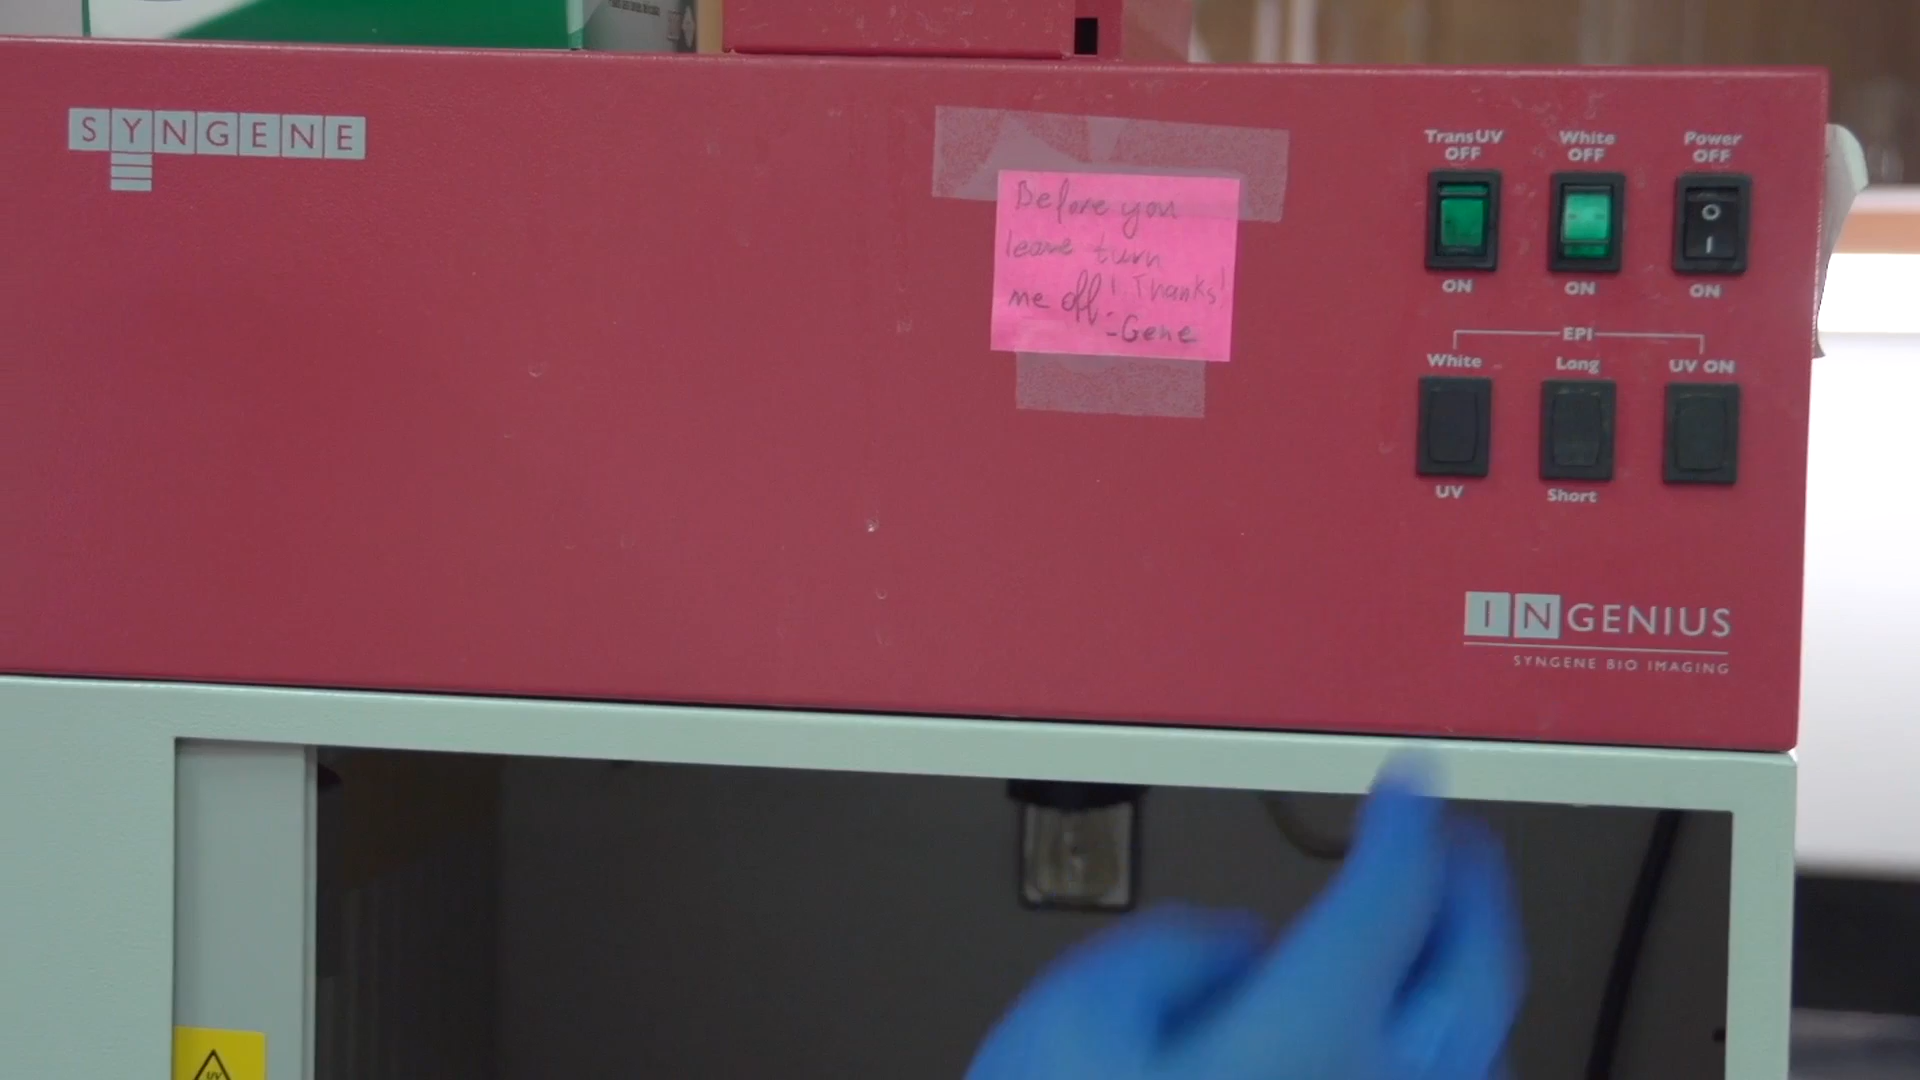 SYNGENE
Before you
leave turn
me off! Thanks!
-Gene
TransUV
OFF
White
OFF
Power
OFF
O
I
ON
ON
ON
EPI
White
Long
UV ON
UV
Short
INGENIUS
SYNGENE BIO IMAGING
UV